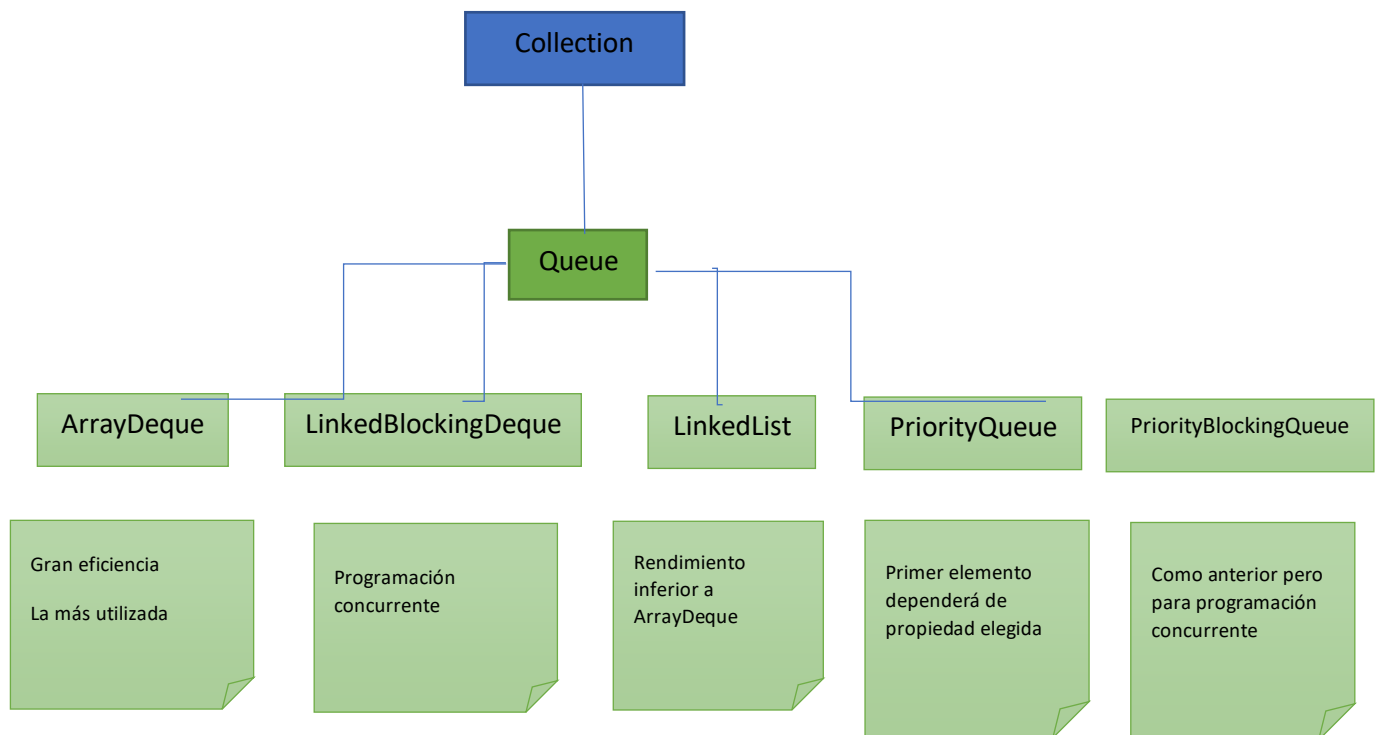 Collection
Queue
ArrayDeque
LinkedBlockingDeque
LinkedList
PriorityQueue
PriorityBlockingQueue
Gran eficiencia
La más utilizada
Programación
concurrente
Rendimiento
inferior a
ArrayDeque
Primer elemento
dependerá de
propiedad elegida
Como anterior pero
para programación
concurrente